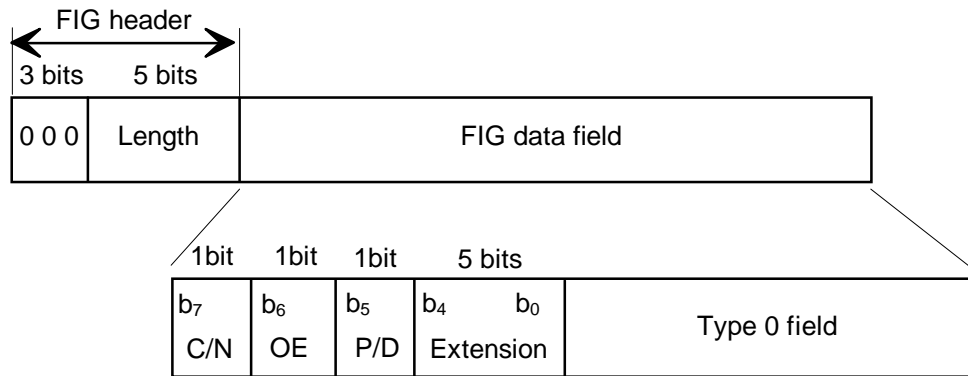 FIG header
3 bits 5 bits
0 0 0 Length FIG data field
1bit 1bit 1bit 5 bits
b7 b6 b5 b4 b0
C/N OE P/D Extension Type 0 field